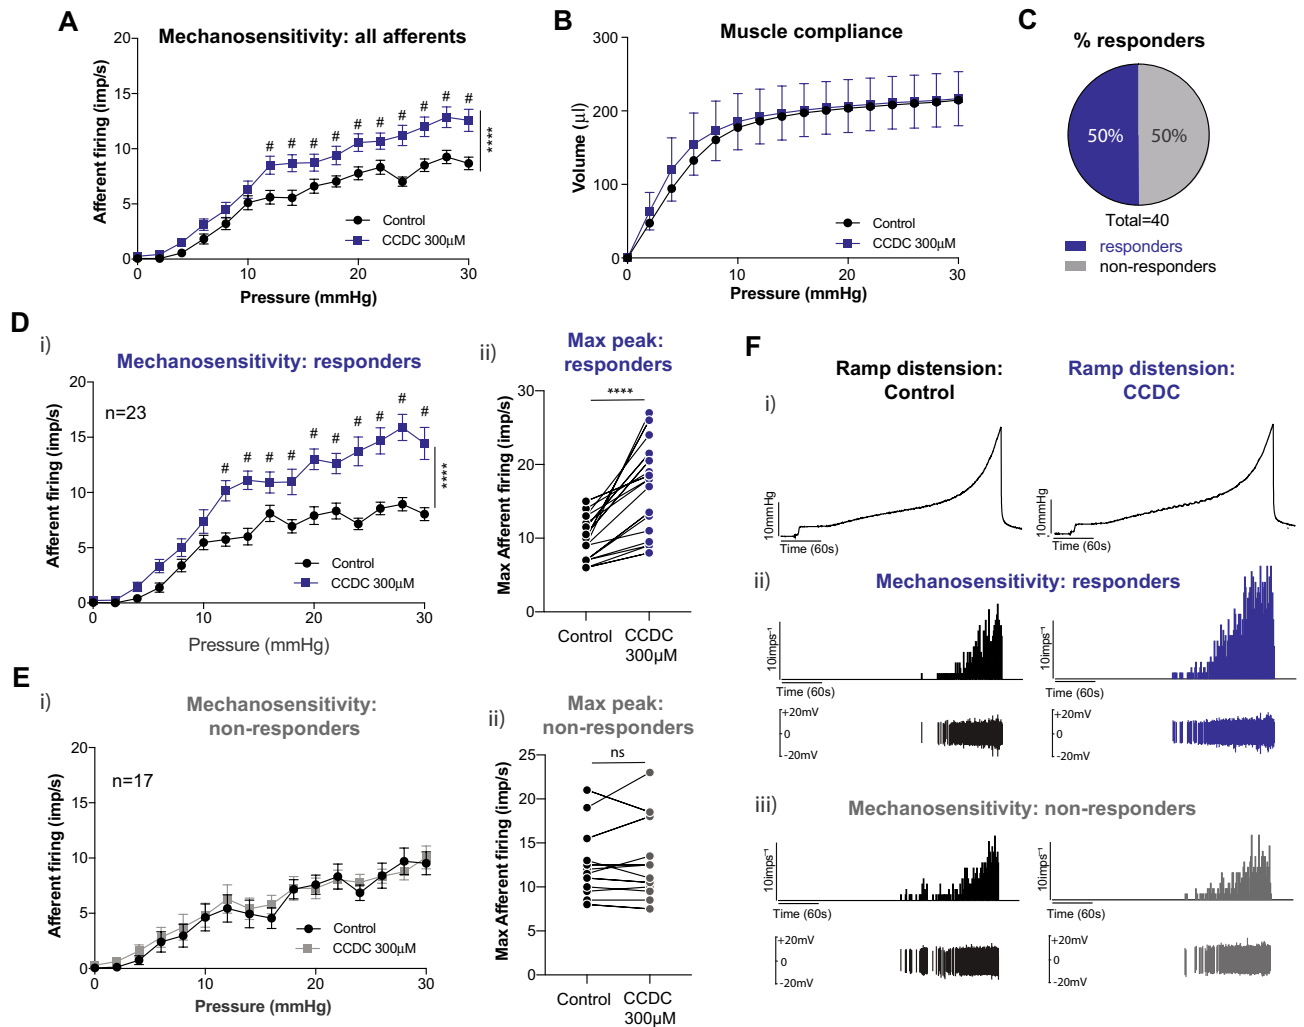 A
Mechanosensitivity: all afferents
Afferent firing (imp/s)
20
15
10
5
0
# # # # # # # # # #
****
Control
CCDC 300µM
0 10 20 30
Pressure (mmHg)
B
Muscle compliance
Volume (µl)
300
200
100
0
Control
CCDC 300µM
0 10 20 30
Pressure (mmHg)
C
% responders
50% 50%
Total=40
responders
non-responders
D
i)
Mechanosensitivity: responders
Afferent firing (imp/s)
20
15
10
5
0
n=23
# # # # # # # # # #
****
Control
CCDC 300µM
0 10 20 30
Pressure (mmHg)
ii)
Max peak:
responders
Max Afferent firing (imp/s)
30
20
10
0
****
Control CCDC
300µM
E
i)
Mechanosensitivity:
non-responders
Afferent firing (imp/s)
20
15
10
5
0
n=17
Control
CCDC 300µM
0 10 20 30
Pressure (mmHg)
ii)
Max peak:
non-responders
Max Afferent firing (imp/s)
25
20
15
10
5
0
ns
Control CCDC
300µM
F
Ramp distension:
Control
Ramp distension:
CCDC
i)
10mmHg
Time (60s)
10mmHg
Time (60s)
ii)
Mechanosensitivity: responders
10imps⁻¹
Time (60s)
10imps⁻¹
Time (60s)
+20mV
0
-20mV
+20mV
0
-20mV
iii)
Mechanosensitivity: non-responders
10imps⁻¹
Time (60s)
10imps⁻¹
Time (60s)
+20mV
0
-20mV
+20mV
0
-20mV